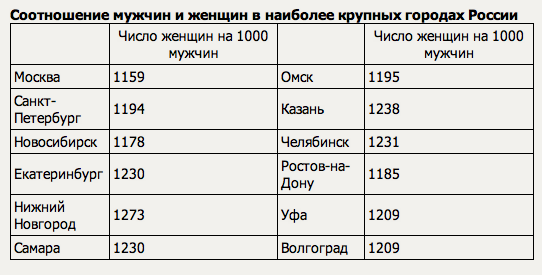 Соотношение мужчин и женщин в наиболее крупных городах России
Число женщин на 1000 мужчин Число женщин на 1000 мужчин
Москва 1159 Омск 1195
Санкт-Петербург 1194 Казань 1238
Новосибирск 1178 Челябинск 1231
Екатеринбург 1230 Ростов-на-Дону 1185
Нижний Новгород 1273 Уфа 1209
Самара 1230 Волгоград 1209